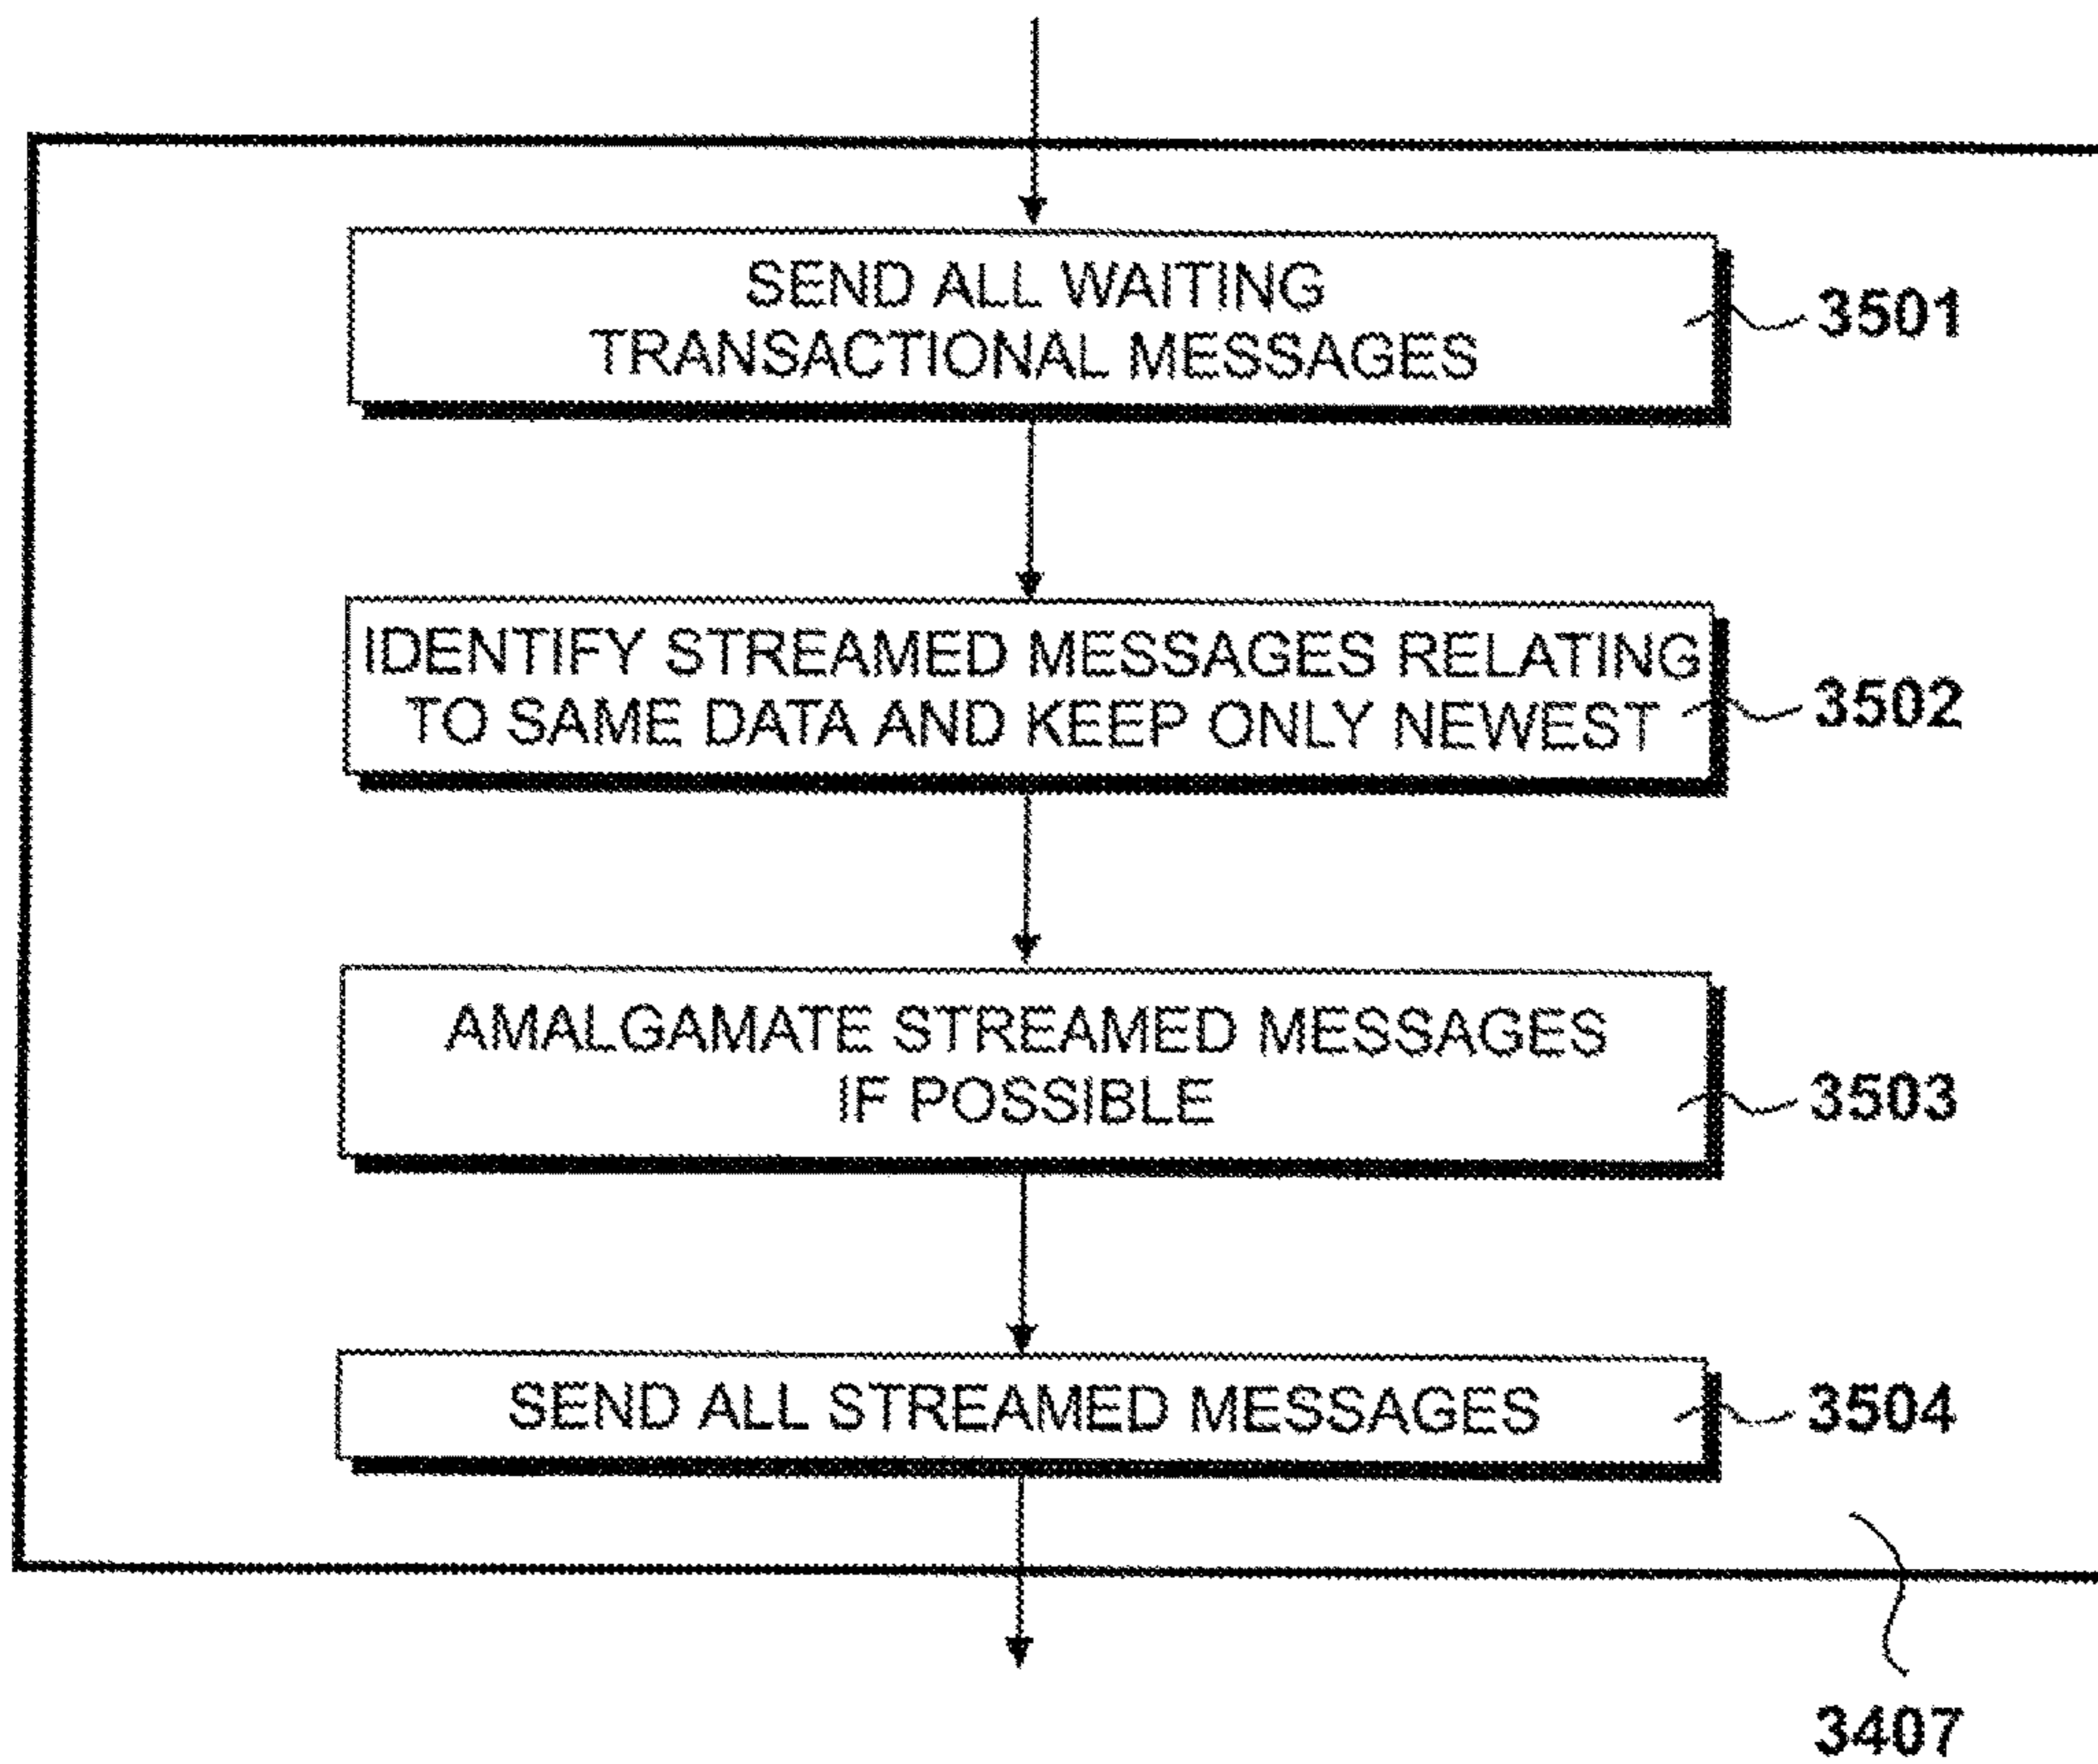 SEND ALL WAITING
TRANSACTIONAL MESSAGES
3501
IDENTIFY STREAMED MESSAGES RELATING
TO SAME DATA AND KEEP ONLY NEWEST
3502
AMALGAMATE STREAMED MESSAGES
IF POSSIBLE
3503
SEND ALL STREAMED MESSAGES
3504
3407